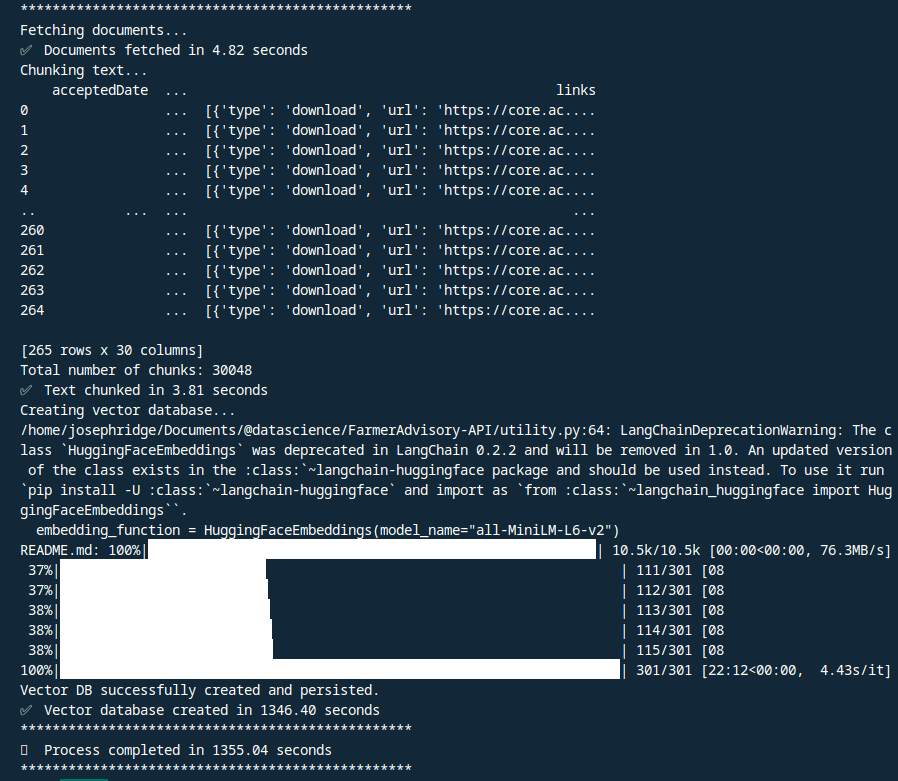 *************************************************
Fetching documents...
✅ Documents fetched in 4.82 seconds
Chunking text...
acceptedDate ... links
0 ... [{'type': 'download', 'url': 'https://core.ac....
1 ... [{'type': 'download', 'url': 'https://core.ac....
2 ... [{'type': 'download', 'url': 'https://core.ac....
3 ... [{'type': 'download', 'url': 'https://core.ac....
4 ... [{'type': 'download', 'url': 'https://core.ac....
.. ... ... ...
260 ... [{'type': 'download', 'url': 'https://core.ac....
261 ... [{'type': 'download', 'url': 'https://core.ac....
262 ... [{'type': 'download', 'url': 'https://core.ac....
263 ... [{'type': 'download', 'url': 'https://core.ac....
264 ... [{'type': 'download', 'url': 'https://core.ac....
[265 rows x 30 columns]
Total number of chunks: 30048
✅ Text chunked in 3.81 seconds
Creating vector database...
/home/josephridge/Documents/@datascience/FarmerAdvisory-API/utility.py:64: LangChainDeprecationWarning: The c
lass `HuggingFaceEmbeddings` was deprecated in LangChain 0.2.2 and will be removed in 1.0. An updated version
of the class exists in the :class:`~langchain-huggingface package and should be used instead. To use it run
`pip install -U :class:`~langchain-huggingface` and import as `from :class:`~langchain_huggingface import Hug
gingFaceEmbeddings``.
embedding_function = HuggingFaceEmbeddings(model_name="all-MiniLM-L6-v2")
README.md: 100%| | 10.5k/10.5k [00:00<00:00, 76.3MB/s]
37%| | 111/301 [08
37%| | 112/301 [08
38%| | 113/301 [08
38%| | 114/301 [08
38%| | 115/301 [08
100%| | 301/301 [22:12<00:00, 4.43s/it]
Vector DB successfully created and persisted.
✅ Vector database created in 1346.40 seconds
*************************************************
Process completed in 1355.04 seconds
*************************************************